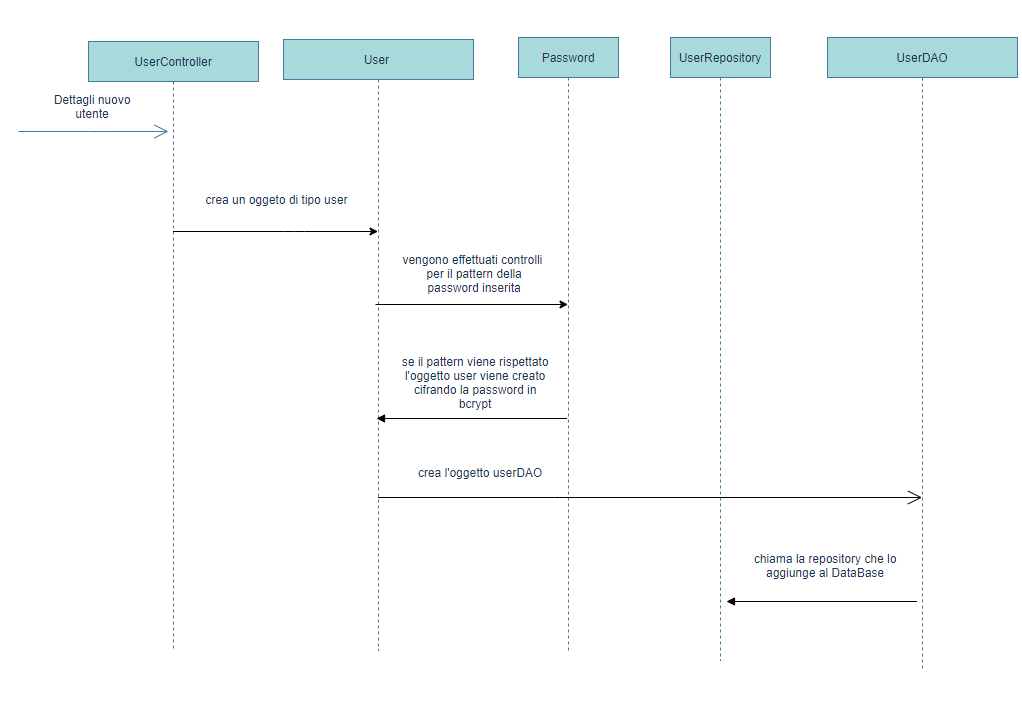 UserController
User
Password
UserRepository
UserDAO
Dettagli nuovo
utente
crea un oggeto di tipo user
vengono effettuati controlli
per il pattern della
password inserita
se il pattern viene rispettato
l'oggetto user viene creato
cifrando la password in
bcrypt
crea l'oggetto userDAO
chiama la repository che lo
aggiunge al DataBase